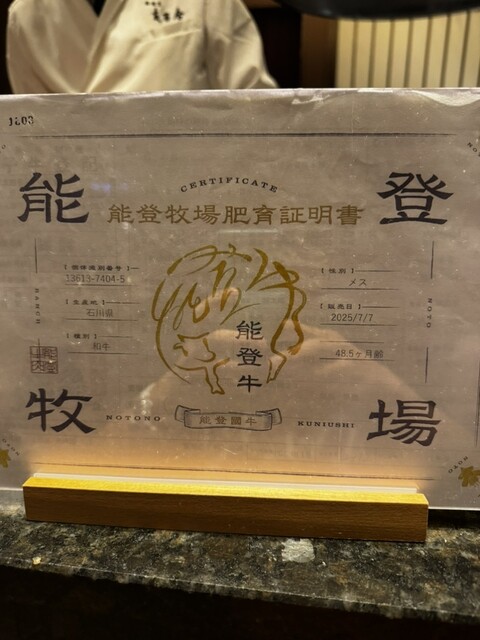 1203
能 登
CERTIFICATE
能登牧場肥育証明書
【個体識別番号】
13613-7404-5
【性別】
メス
【生産地】
石川県
【販売日】
2025/7/7
【種別】
和牛
48.5ヶ月齢
能登牛
牧 場
NOTONO
能登國牛
KUNIUSHI
NOTO